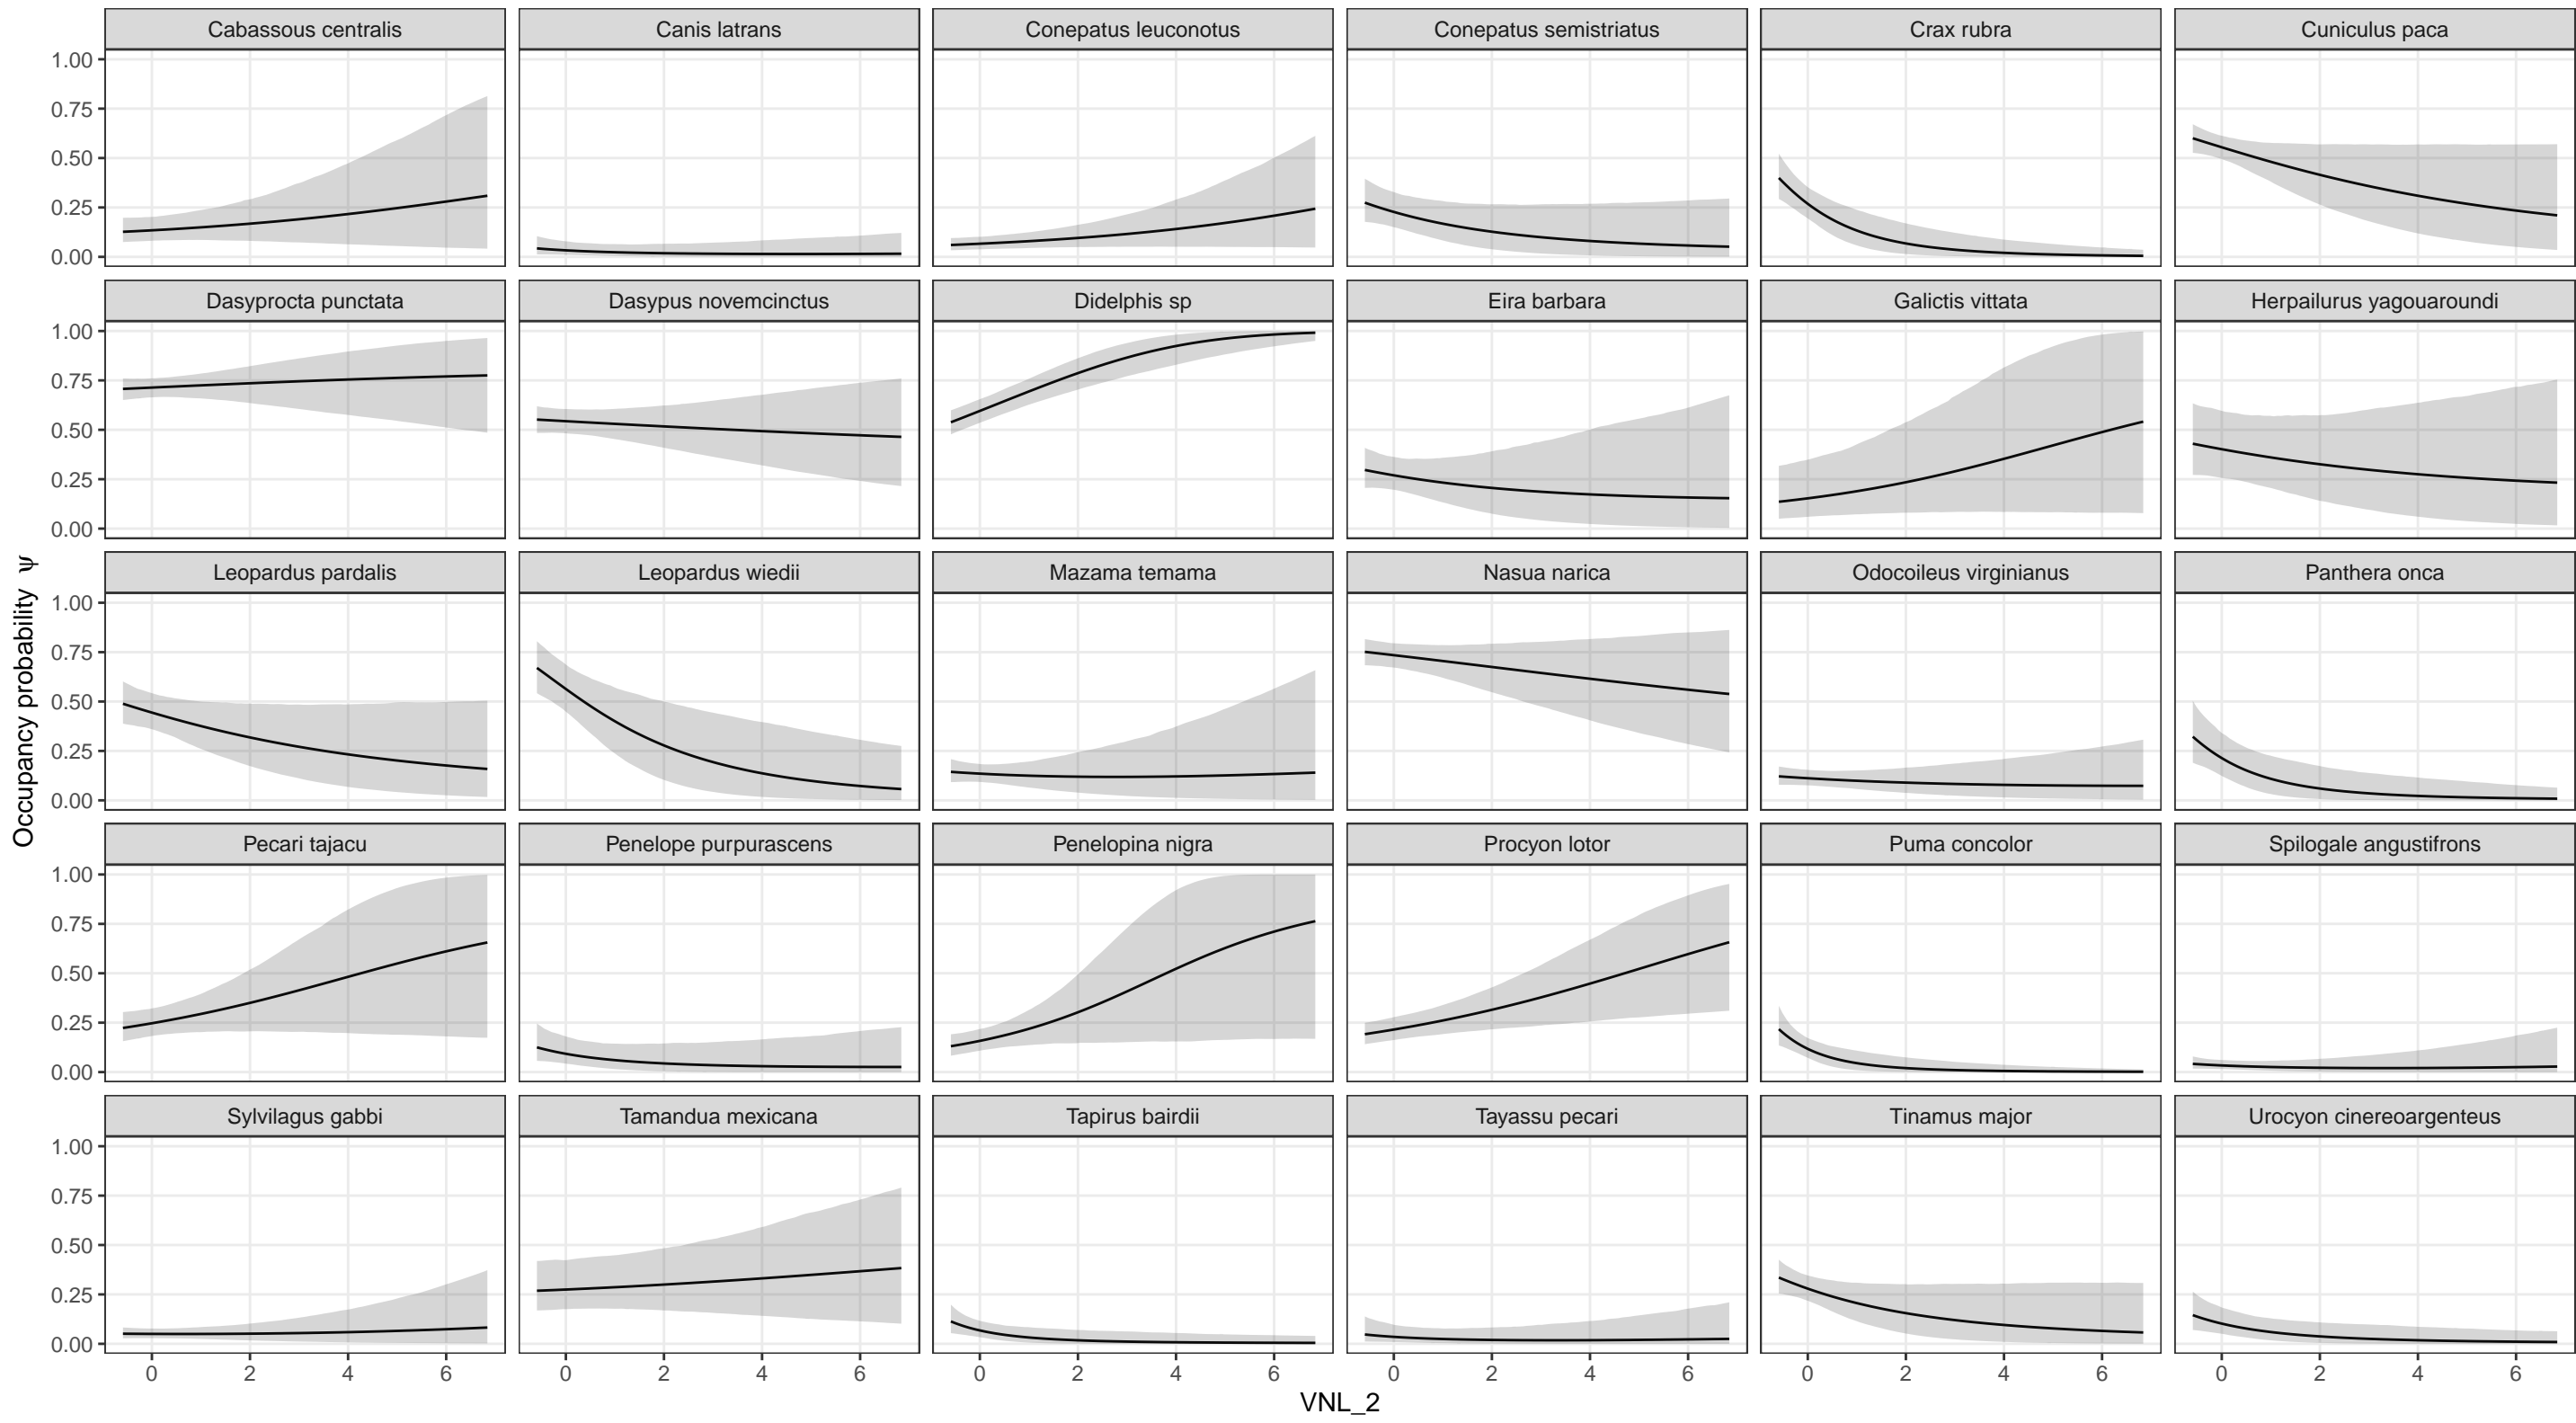 Cabassous centralis
Canis latrans
Conepatus leuconotus
Conepatus semistriatus
Crax rubra
Cuniculus paca
1.00
0.75
0.50
0.25
0.00
Dasyprocta punctata
Dasypus novemcinctus
Didelphis sp
Eira barbara
Galictis vittata
Herpailurus yagouaroundi
1.00
0.75
0.50
0.25
0.00
Leopardus pardalis
Leopardus wiedii
Mazama temama
Nasua narica
Odocoileus virginianus
Panthera onca
1.00
0.75
0.50
0.25
0.00
Pecari tajacu
Penelope purpurascens
Penelopina nigra
Procyon lotor
Puma concolor
Spilogale angustifrons
1.00
0.75
0.50
0.25
0.00
Sylvilagus gabbi
Tamandua mexicana
Tapirus bairdii
Tayassu pecari
Tinamus major
Urocyon cinereoargenteus
1.00
0.75
0.50
0.25
0.00
0 2 4 6
0 2 4 6
0 2 4 6
0 2 4 6
0 2 4 6
0 2 4 6
VNL_2
Occupancy probability ψ